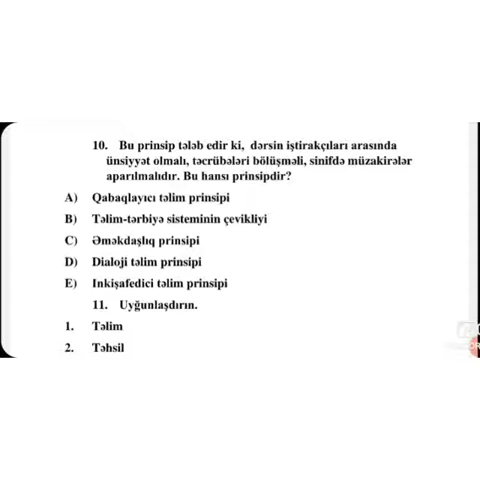 10. Bu prinsip tələb edir ki, dərsin iştirakçıları arasında
ünsiyyət olmalı, təcrübələri bölüşməli, sinifdə müzakirələr
aparılmalıdır. Bu hansı prinsipdir?
A) Qabaqlayıcı təlim prinsipi
B) Təlim-tərbiyə sisteminin çevikliyi
C) Əməkdaşlıq prinsipi
D) Dialoji təlim prinsipi
E) Inkişafedici təlim prinsipi
11. Uyğunlaşdırın.
1. Təlim
2. Təhsil